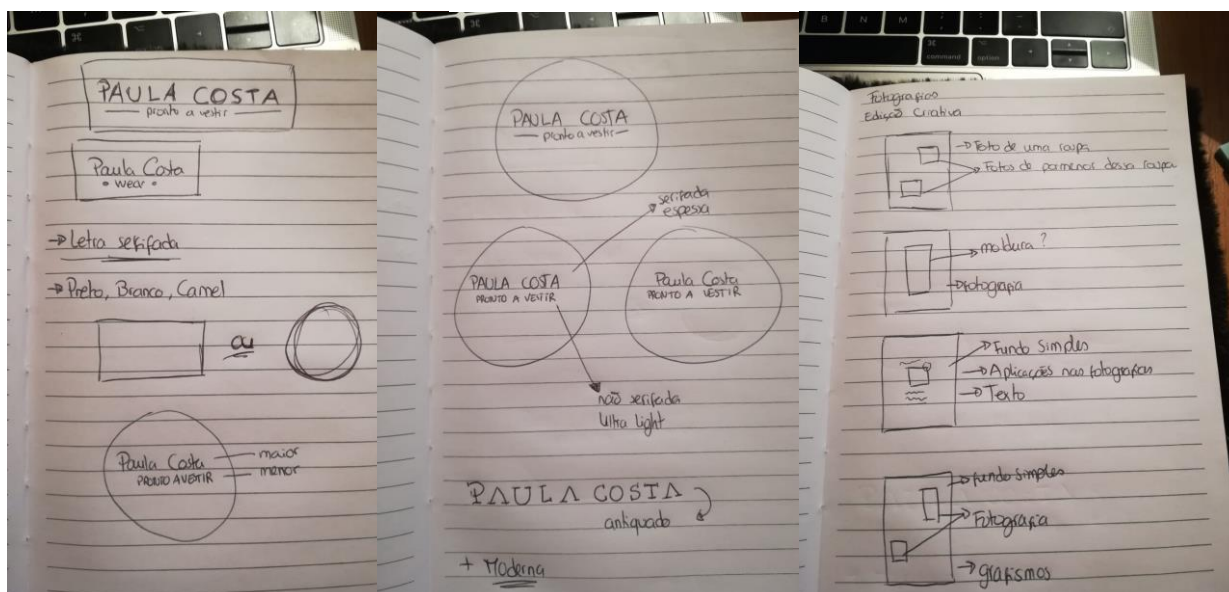 PAULA COSTA
pronto a vestir
Paula Costa
• wear •
→ Letra serifada
→ Preto, Branco, Camel
ou
Paula Costa
PRONTO A VESTIR
maior
menor
PAULA COSTA
pronto a vestir
serifada
espessa
PAULA COSTA
PRONTO A VESTIR
Paula Costa
PRONTO A VESTIR
não serifada
Ultra light
PAULA COSTA
antiquado
+ Moderna
B N M
⌘
command option
Fotografias
Edição Criativa
→ Foto de uma roupa
→ Fotos de pormenor dessa roupa
→ moldura ?
→ Fotografia
→ Fundo Simples
→ Aplicações nas fotografias
→ Texto
→ fundo simples
→ Fotografia
→ grafismos